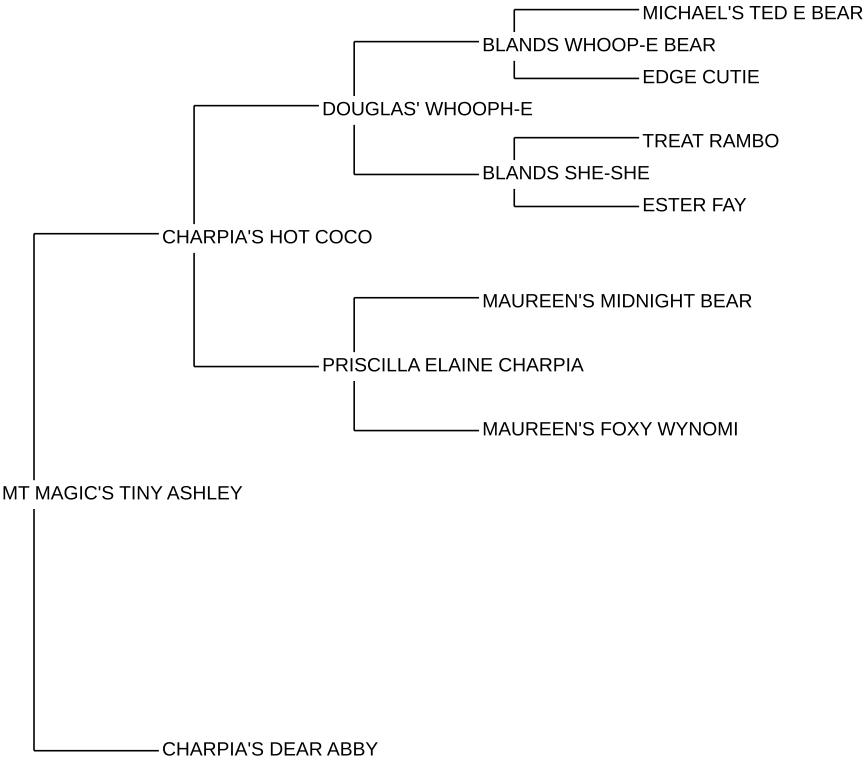 MICHAEL'S TED E BEAR
BLANDS WHOOP-E BEAR
EDGE CUTIE
DOUGLAS' WHOOPH-E
TREAT RAMBO
BLANDS SHE-SHE
ESTER FAY
CHARPIA'S HOT COCO
MAUREEN'S MIDNIGHT BEAR
PRISCILLA ELAINE CHARPIA
MAUREEN'S FOXY WYNOMI
MT MAGIC'S TINY ASHLEY
CHARPIA'S DEAR ABBY